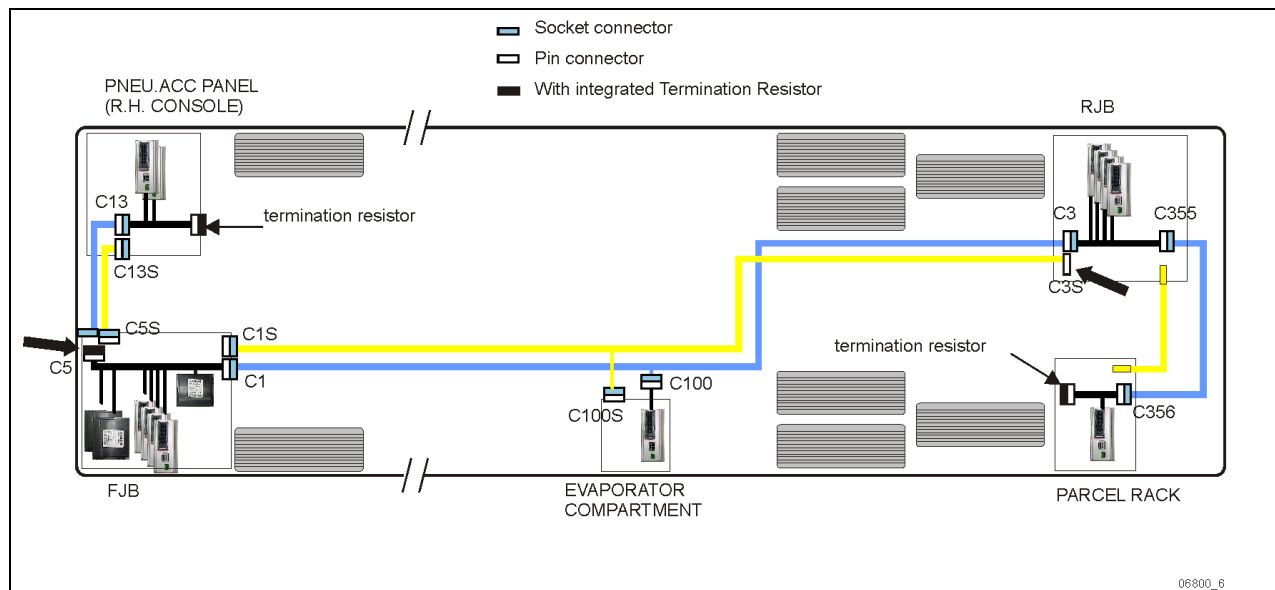 Socket connector
Pin connector
With integrated Termination Resistor
PNEU.ACC PANEL
(R.H. CONSOLE)
RJB
C13
termination resistor
C13S
C3
C355
C3S
C5S
C1S
C5
C1
termination resistor
C100
C100S
C356
FJB
EVAPORATOR
COMPARTMENT
PARCEL RACK
06800_6